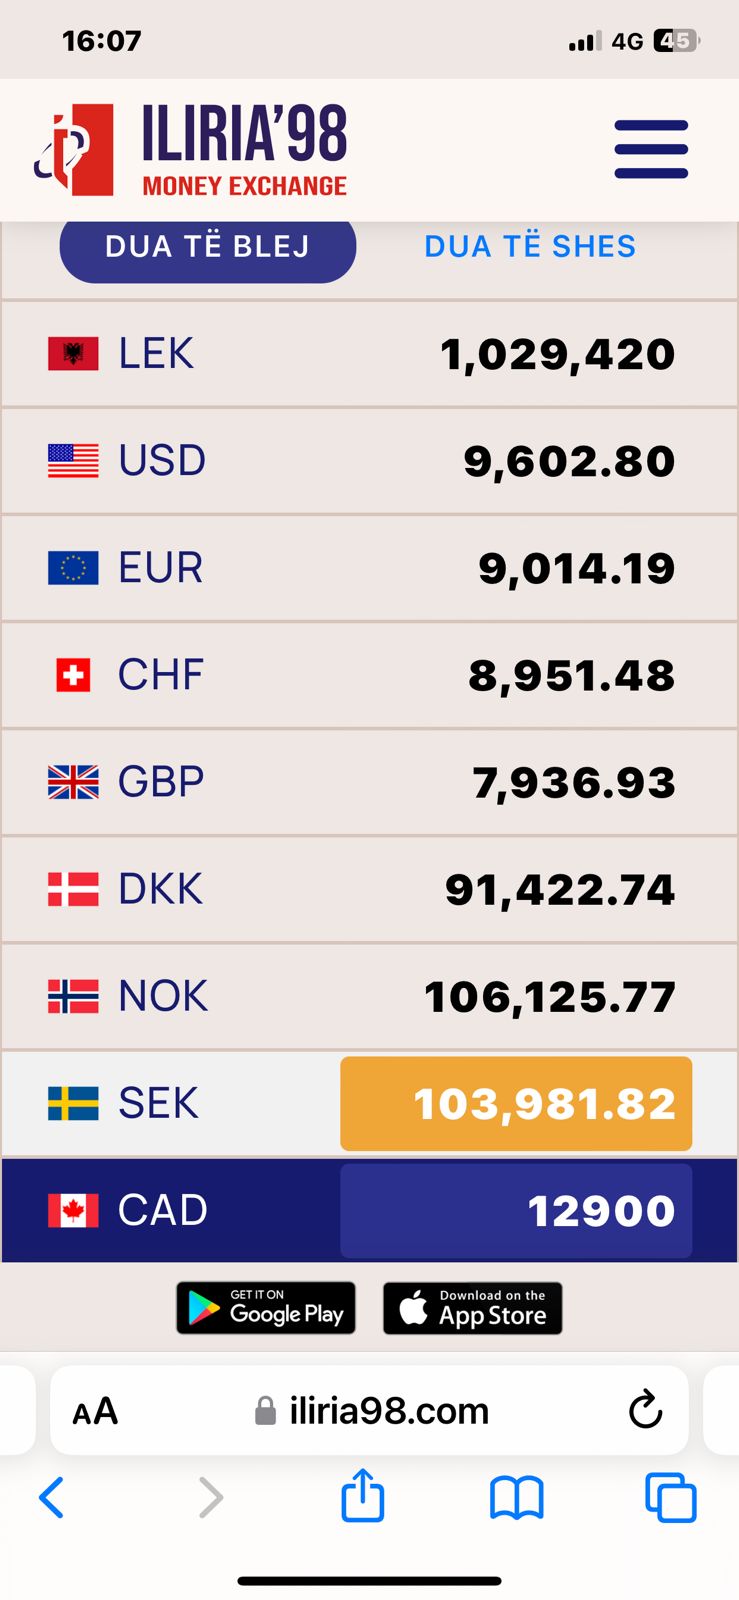 16:07
4G 45
ILIRIA'98
MONEY EXCHANGE
DUA TË BLEJ DUA TË SHES
LEK 1,029,420
USD 9,602.80
EUR 9,014.19
CHF 8,951.48
GBP 7,936.93
DKK 91,422.74
NOK 106,125.77
SEK 103,981.82
CAD 12900
GET IT ON
Google Play
Download on the
App Store
AA iliria98.com